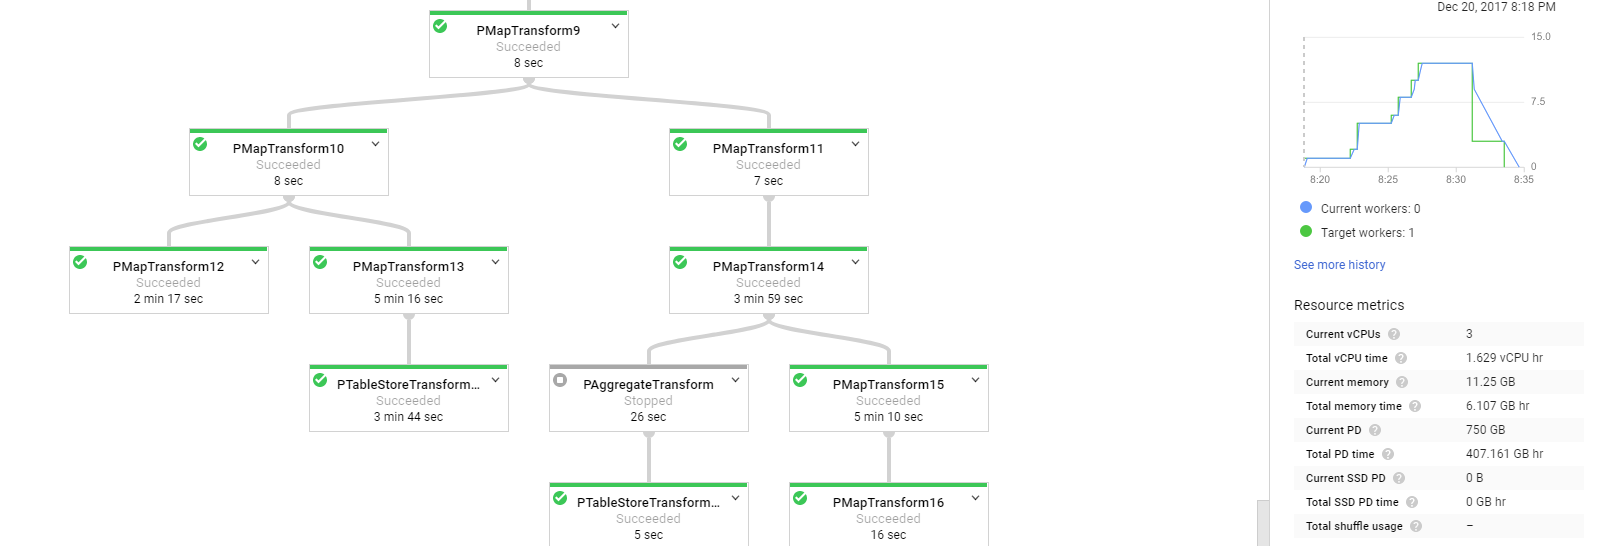 PMapTransform9
Succeeded
8 sec
PMapTransform10
Succeeded
8 sec
PMapTransform11
Succeeded
7 sec
PMapTransform12
Succeeded
2 min 17 sec
PMapTransform13
Succeeded
5 min 16 sec
PMapTransform14
Succeeded
3 min 59 sec
PTableStoreTransform...
Succeeded
3 min 44 sec
PAggregateTransform
Stopped
26 sec
PMapTransform15
Succeeded
5 min 10 sec
PTableStoreTransform...
Succeeded
5 sec
PMapTransform16
Succeeded
16 sec
Dec 20, 2017 8:18 PM
15.0
7.5
0
8:20 8:25 8:30 8:35
Current workers: 0
Target workers: 1
See more history
Resource metrics
Current vCPUs ? 3
Total vCPU time ? 1.629 vCPU hr
Current memory ? 11.25 GB
Total memory time ? 6.107 GB hr
Current PD ? 750 GB
Total PD time ? 407.161 GB hr
Current SSD PD ? 0 B
Total SSD PD time ? 0 GB hr
Total shuffle usage ? –